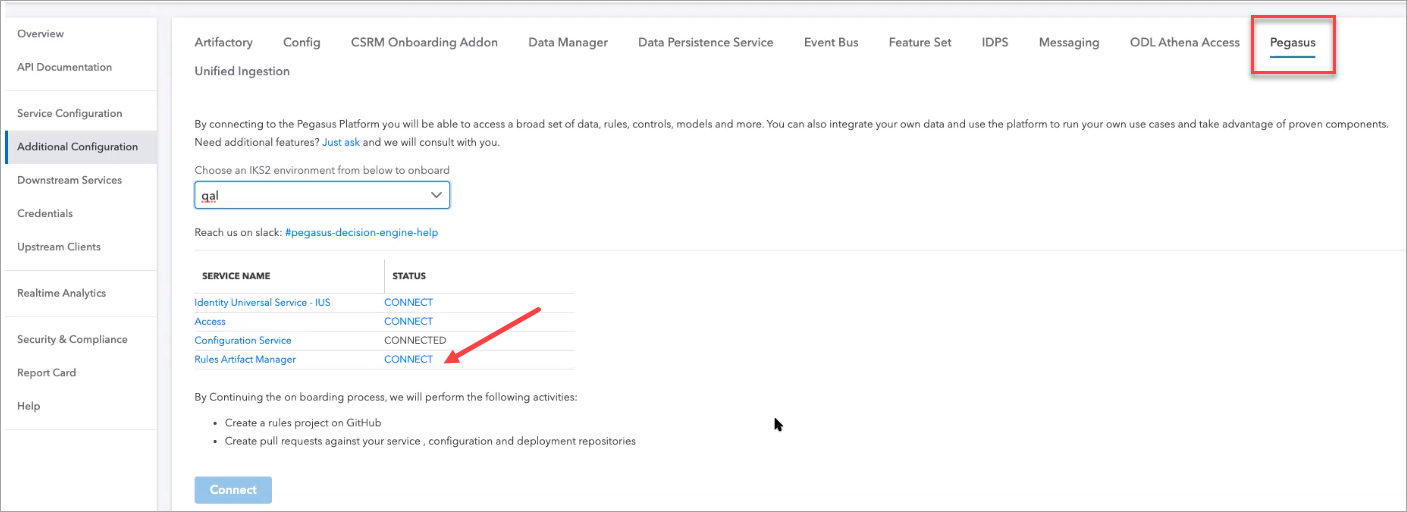 Overview
API Documentation
Service Configuration
Additional Configuration
Downstream Services
Credentials
Upstream Clients
Realtime Analytics
Security & Compliance
Report Card
Help
Artifactory Config CSRM Onboarding Addon Data Manager Data Persistence Service Event Bus Feature Set IDPS Messaging ODL Athena Access Pegasus
Unified Ingestion
By connecting to the Pegasus Platform you will be able to access a broad set of data, rules, controls, models and more. You can also integrate your own data and use the platform to run your own use cases and take advantage of proven components.
Need additional features? Just ask and we will consult with you.
Choose an IKS2 environment from below to onboard
qal
Reach us on slack: #pegasus-decision-engine-help
SERVICE NAME STATUS
Identity Universal Service - IUS CONNECT
Access CONNECT
Configuration Service CONNECTED
Rules Artifact Manager CONNECT
By Continuing the on boarding process, we will perform the following activities:
• Create a rules project on GitHub
• Create pull requests against your service , configuration and deployment repositories
Connect